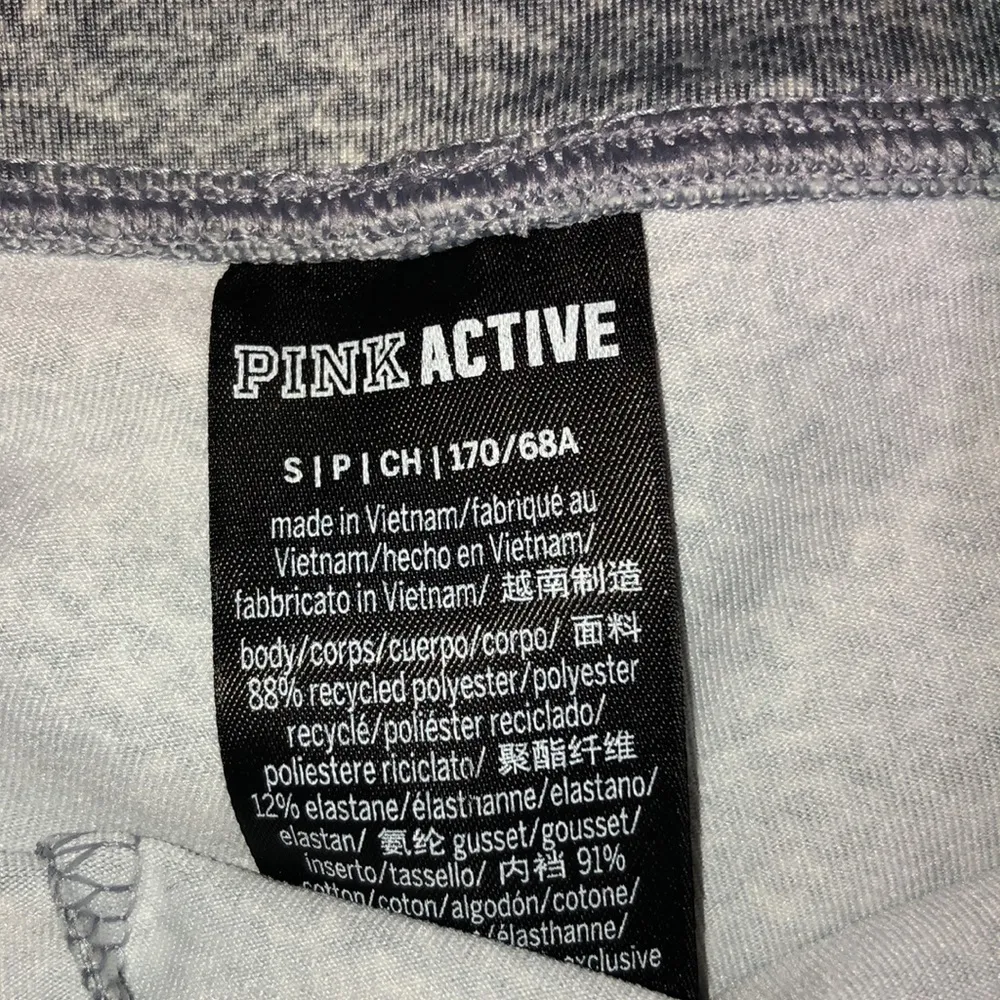 PINK ACTIVE
S | P | CH | 170/68A
made in Vietnam/fabriqué au
Vietnam/hecho en Vietnam/
fabbricato in Vietnam/ 越南制造
body/corps/cuerpo/corpo/ 面料
88% recycled polyester/polyester
recyclé/poliéster reciclado/
poliestere riciclato/ 聚酯纤维
12% elastane/élasthanne/elastano/
elastan/ 氨纶 gusset/gousset/
inserto/tassello/ 内裆 91%
cotton/coton/algodón/cotone/
/élasthanne/
exclusive